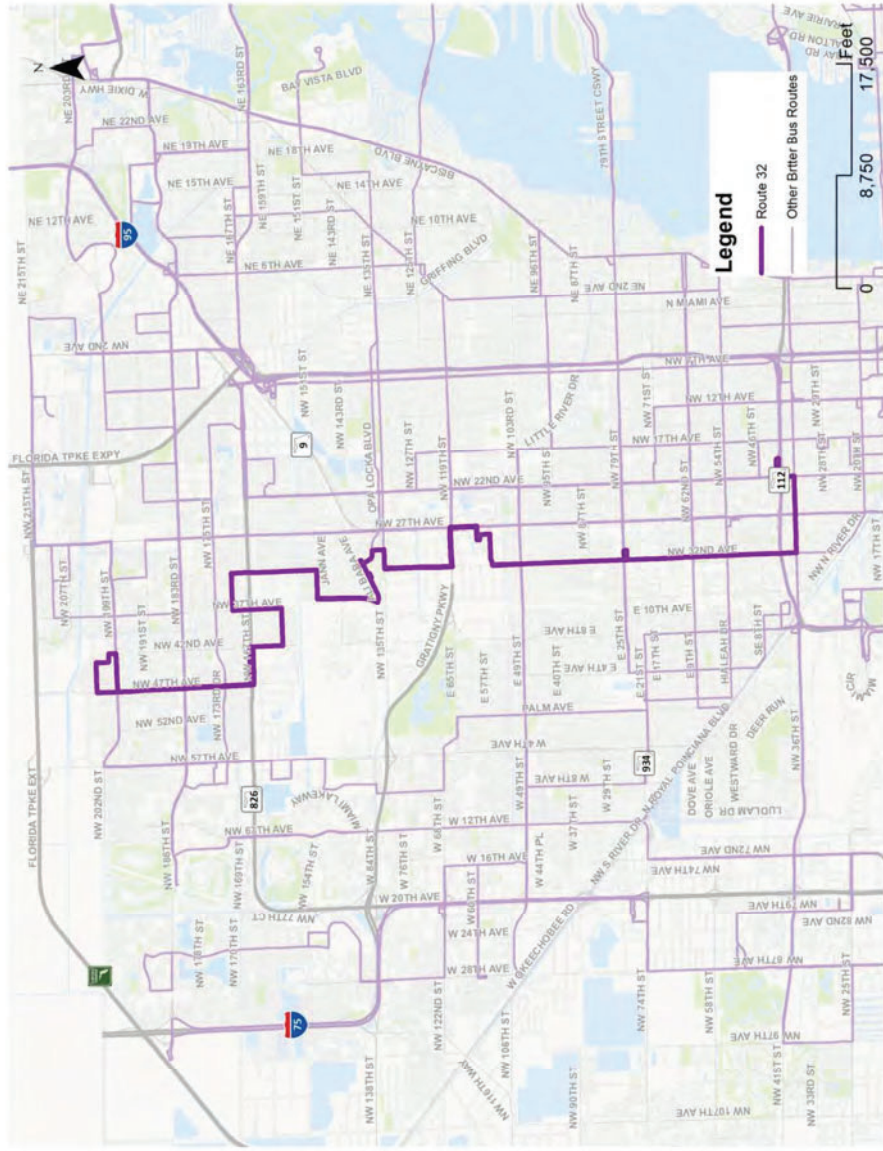 N
FLORIDA TPKE EXT
NW 202ND ST
NW 215TH ST
NW 207TH ST
NW 199TH ST
NW 191ST ST
NW 183RD ST
NW 186TH ST
NW 178TH ST
NW 170TH ST
NW 169TH ST
NW 173RD DR
NW 175TH ST
NW 167TH ST
NW 154TH ST
NW 77TH CT
NW 67TH AVE
NW 57TH AVE
NW 52ND AVE
NW 47TH AVE
NW 42ND AVE
NW 37TH AVE
MIAMI LAKEWAY
FLORIDA TPKE EXPY
NW 2ND AVE
NE 215TH ST
NE 203RD ST
W DIXIE HWY
NE 22ND AVE
NE 19TH AVE
NE 15TH AVE
NE 12TH AVE
NE 18TH AVE
NE 14TH AVE
NE 10TH AVE
NE 6TH AVE
NE 163RD ST
NE 159TH ST
NE 167TH ST
NE 151ST ST
NE 143RD ST
NE 135TH ST
NE 125TH ST
BAY VISTA BLVD
BISCAYNE BLVD
GRIFFING BLVD
95
75
826
9
934
112
NW 151ST ST
NW 143RD ST
OPA LOCKA BLVD
JANN AVE
ALI BABA AVE
NW 135TH ST
NW 127TH ST
NW 119TH ST
GRATIGNY PKWY
NW 138TH ST
W 84TH ST
W 76TH ST
W 68TH ST
W 60TH ST
W 49TH ST
W 44TH PL
W 37TH ST
W 29TH ST
W 28TH AVE
W 24TH AVE
W 20TH AVE
W 16TH AVE
W 12TH AVE
W 8TH AVE
W 4TH AVE
PALM AVE
E 4TH AVE
E 8TH AVE
E 10TH AVE
E 65TH ST
E 57TH ST
E 49TH ST
E 40TH ST
E 25TH ST
E 21ST ST
E 17TH ST
E 9TH ST
HIALEAH DR
SE 8TH ST
NW 122ND ST
NW 116TH WAY
NW 106TH ST
NW 90TH ST
W OKEECHOBEE RD
NW S RIVER DR
N ROYAL POINCIANA BLVD
NW 74TH ST
NW 58TH ST
NW 41ST ST
NW 36TH ST
NW 33RD ST
NW 25TH ST
NW 107TH AVE
NW 97TH AVE
NW 87TH AVE
NW 82ND AVE
NW 79TH AVE
NW 74TH AVE
NW 72ND AVE
DOVE AVE
ORIOLE AVE
WESTWARD DR
LUDLAM DR
DEER RUN
NW 32ND AVE
NW 27TH AVE
NW 22ND AVE
NW 17TH AVE
NW 12TH AVE
NW 7TH AVE
N MIAMI AVE
NE 2ND AVE
LITTLE RIVER DR
NW 103RD ST
NW 95TH ST
NW 87TH ST
NW 79TH ST
NW 71ST ST
NW 62ND ST
NW 54TH ST
NW 46TH ST
NW 29TH ST
NW 28TH ST
NW 20TH ST
NW 17TH ST
NW N RIVER DR
NE 96TH ST
NE 87TH ST
79TH STREET CSWY
PRAIRIE AVE
ALTON RD
BAY RD
Legend
Route 32
Other Brtter Bus Routes
0 8,750 17,500
Feet